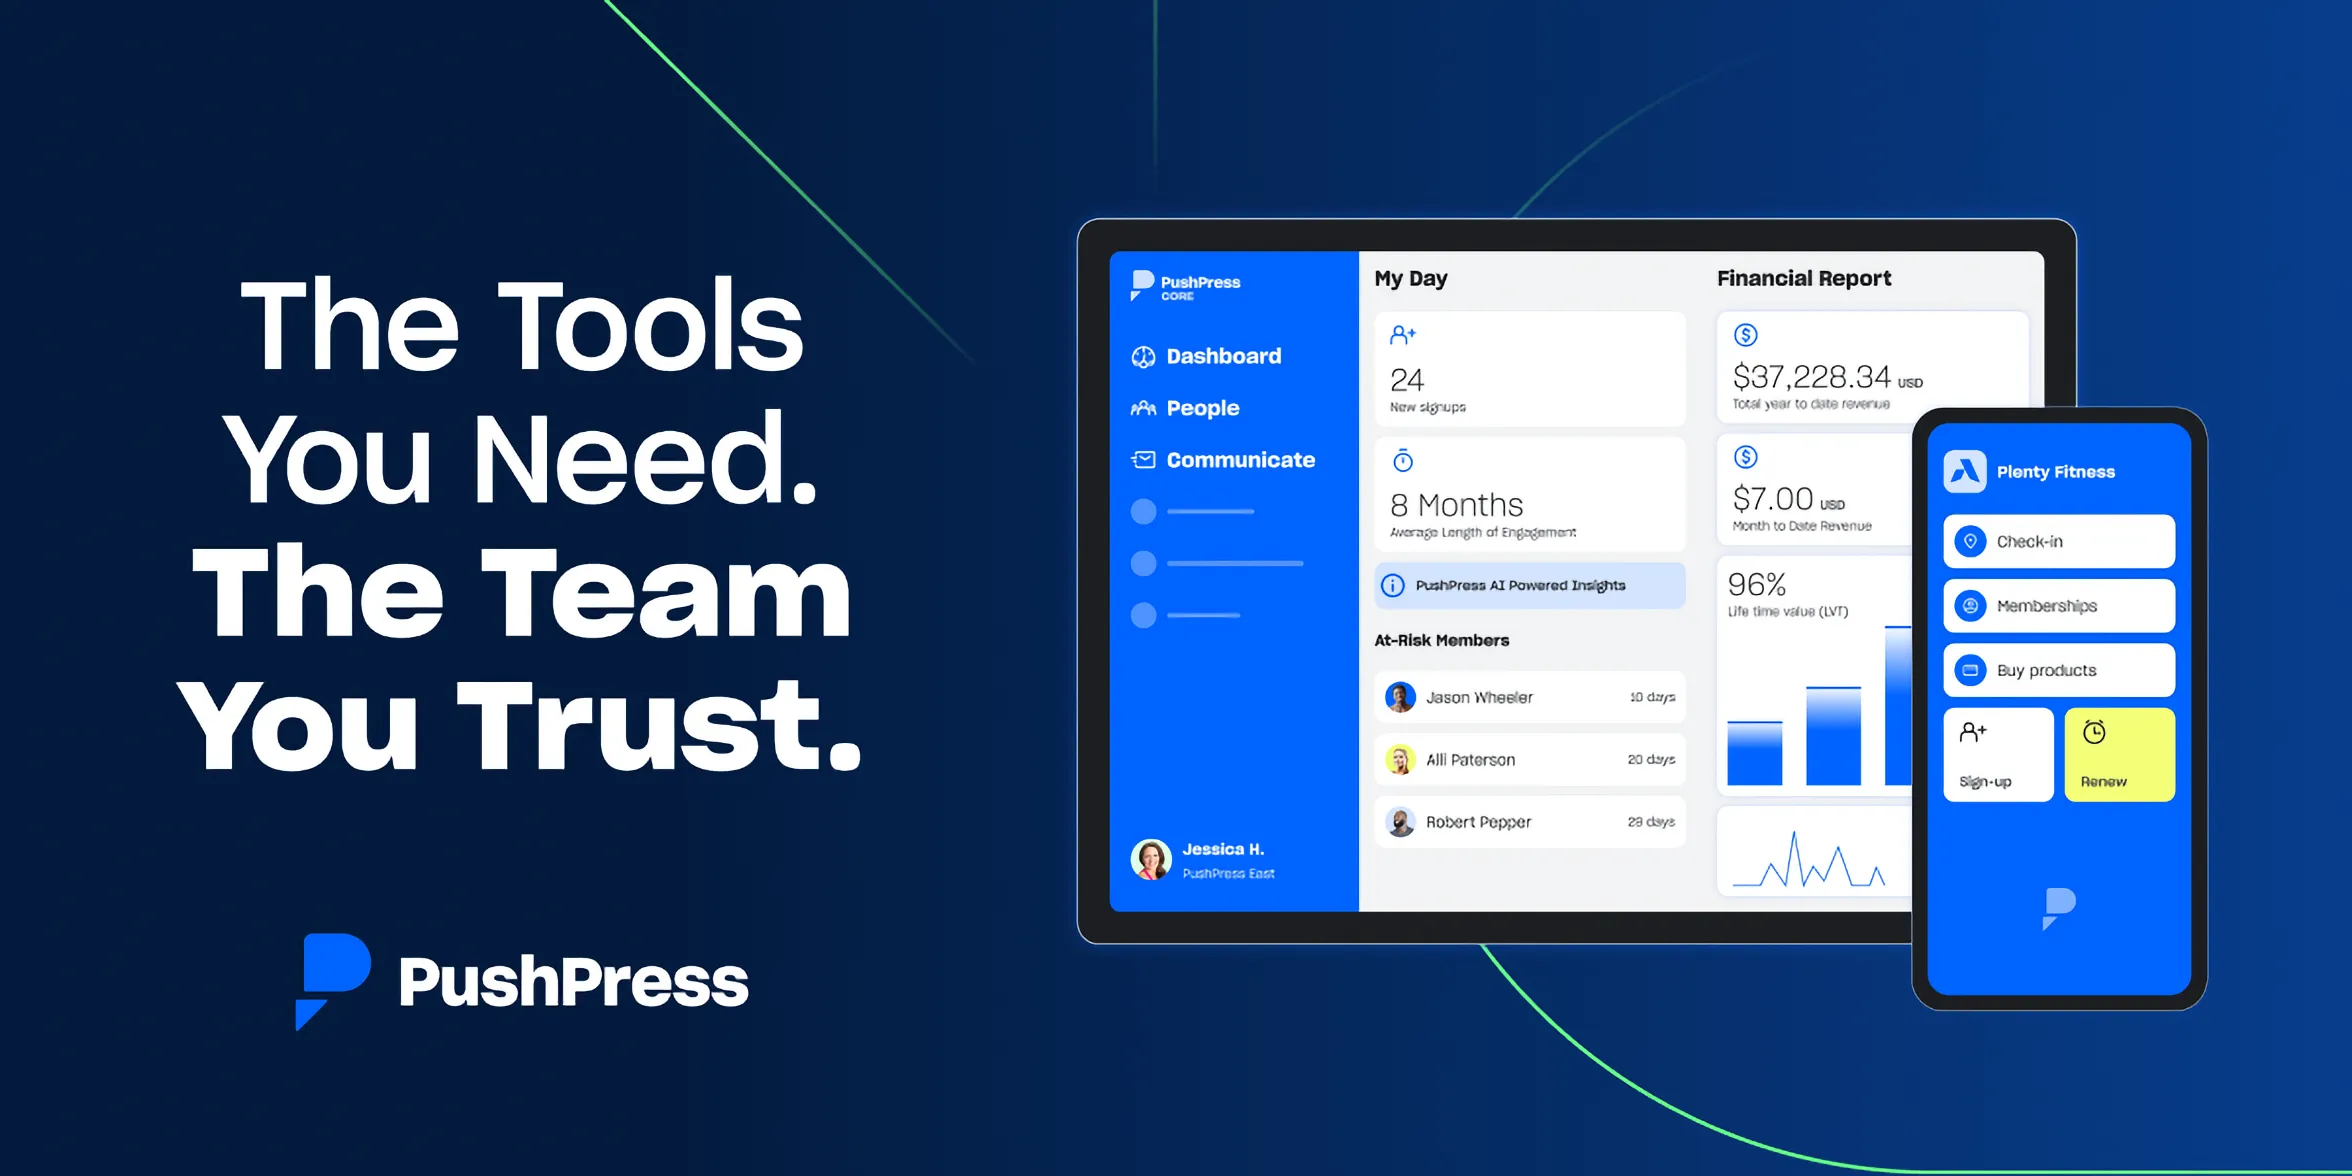 The Tools
You Need.
The Team
You Trust.
PushPress
PushPress
CORE
Dashboard
People
Communicate
Jessica H.
PushPress East
My Day
24
New signups
8 Months
Average Length of Engagement
PushPress AI Powered Insights
At-Risk Members
Jason Wheeler 10 days
Alli Paterson 20 days
Robert Pepper 29 days
Financial Report
$37,228.34 USD
Total year to date revenue
$7.00 USD
Month to Date Revenue
96%
Life time value (LVT)
Plenty Fitness
Check-in
Memberships
Buy products
Sign-up
Renew